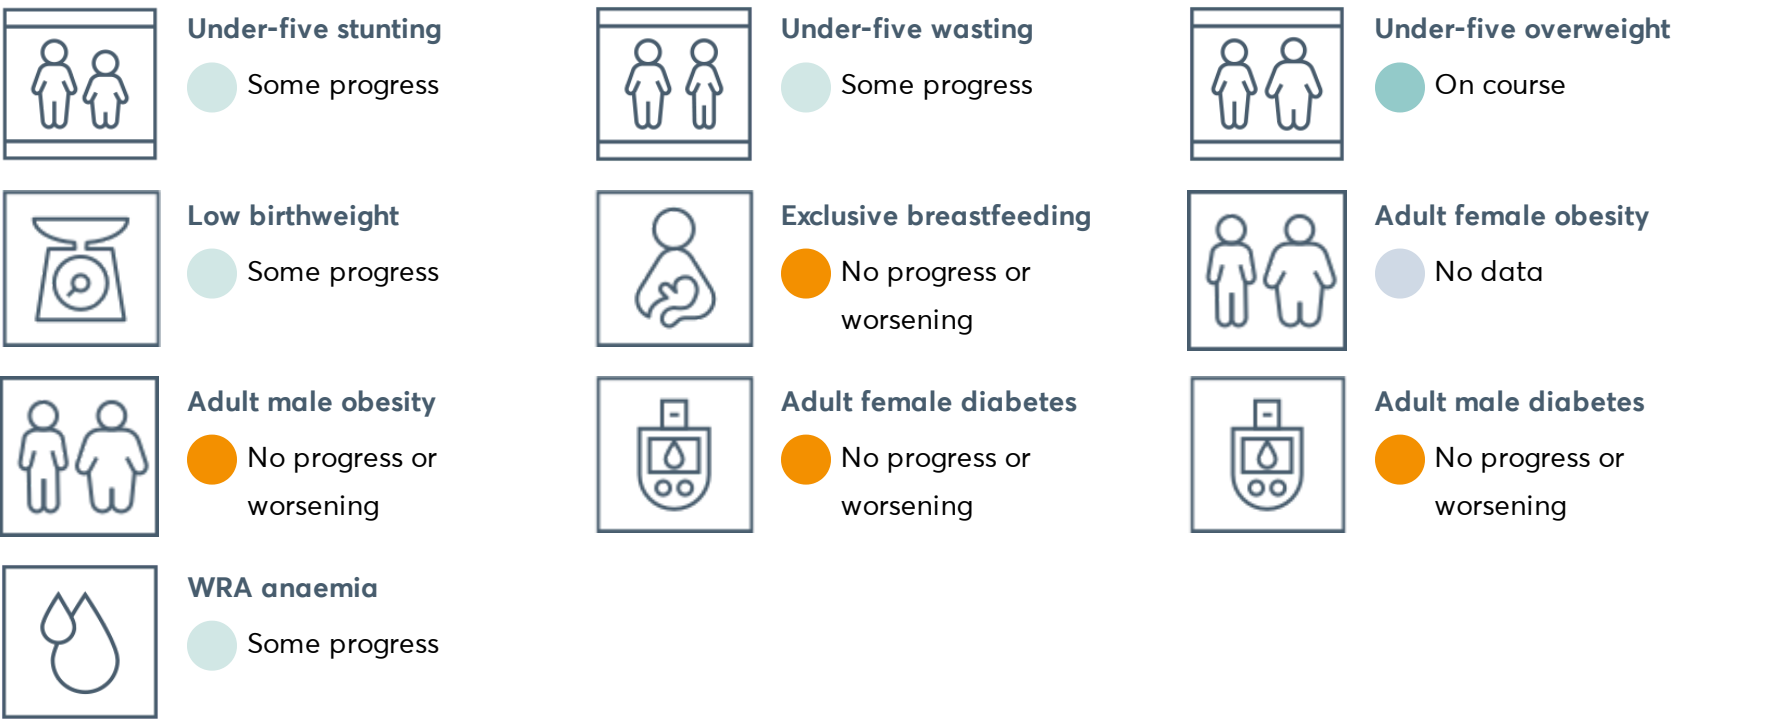 Under-five stunting
Some progress
Under-five wasting
Some progress
Under-five overweight
On course
Low birthweight
Some progress
Exclusive breastfeeding
No progress or
worsening
Adult female obesity
No data
Adult male obesity
No progress or
worsening
Adult female diabetes
No progress or
worsening
Adult male diabetes
No progress or
worsening
WRA anaemia
Some progress